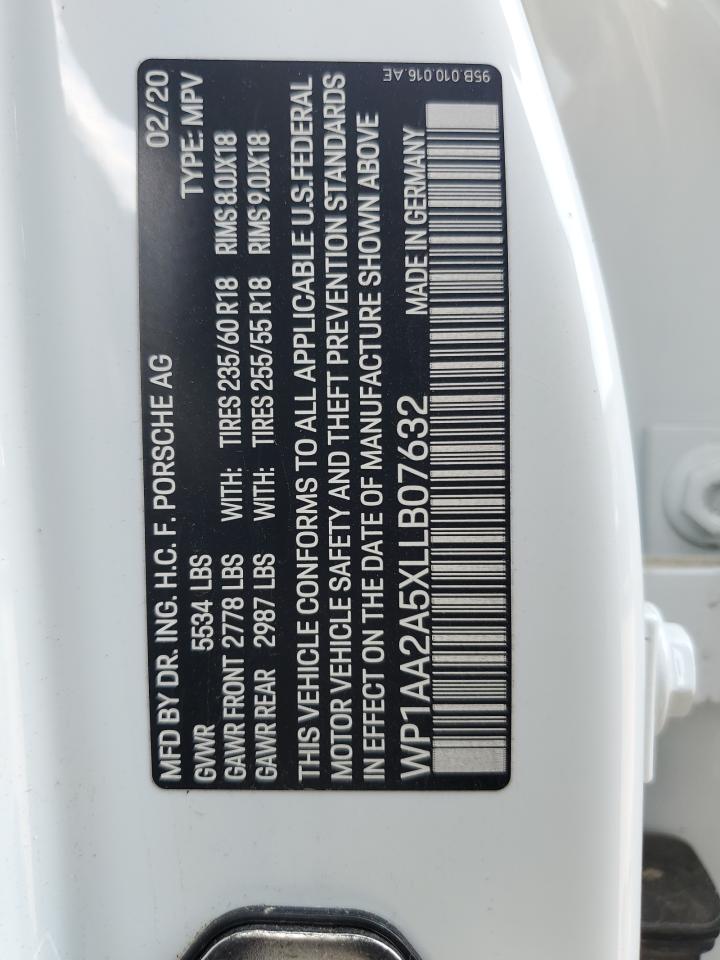 MFD BY DR. ING. H.C. F. PORSCHE AG 02/20
GVWR 5534 LBS TYPE: MPV
GAWR FRONT 2778 LBS WITH: TIRES 235/60 R18 RIMS 8.0JX18
GAWR REAR 2987 LBS WITH: TIRES 255/55 R18 RIMS 9.0JX18
THIS VEHICLE CONFORMS TO ALL APPLICABLE U.S.FEDERAL
MOTOR VEHICLE SAFETY AND THEFT PREVENTION STANDARDS
IN EFFECT ON THE DATE OF MANUFACTURE SHOWN ABOVE
WP1AA2A5XLLB07632 MADE IN GERMANY
95B.010.016.AE